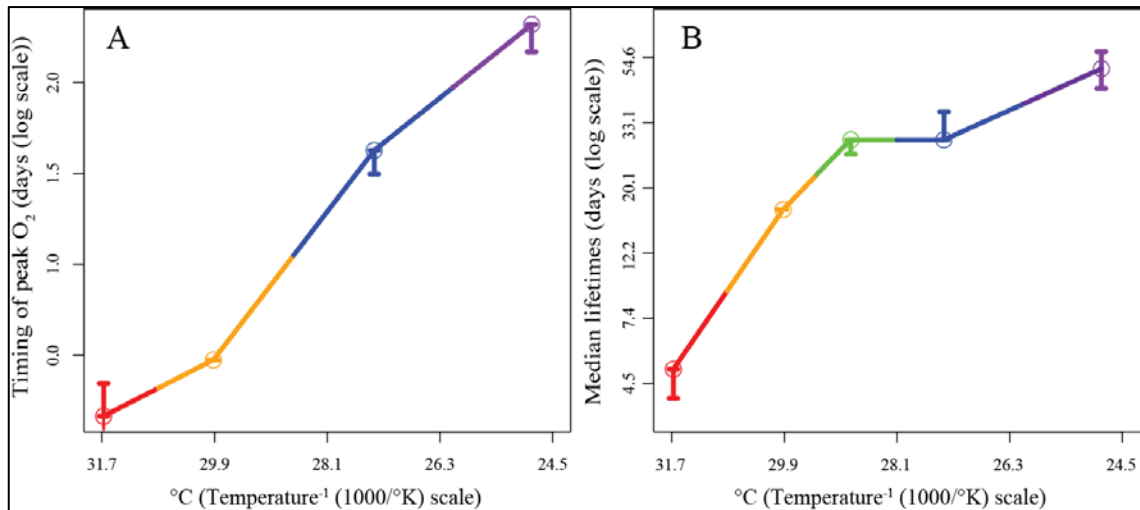 A
Timing of peak O₂ (days (log scale))
2.0
1.5
1.0
0.0
31.7 29.9 28.1 26.3 24.5
°C (Temperature⁻¹ (1000/°K) scale)
B
Median lifetimes (days (log scale))
54.6
33.1
20.1
12.2
7.4
4.5
31.7 29.9 28.1 26.3 24.5
°C (Temperature⁻¹ (1000/°K) scale)